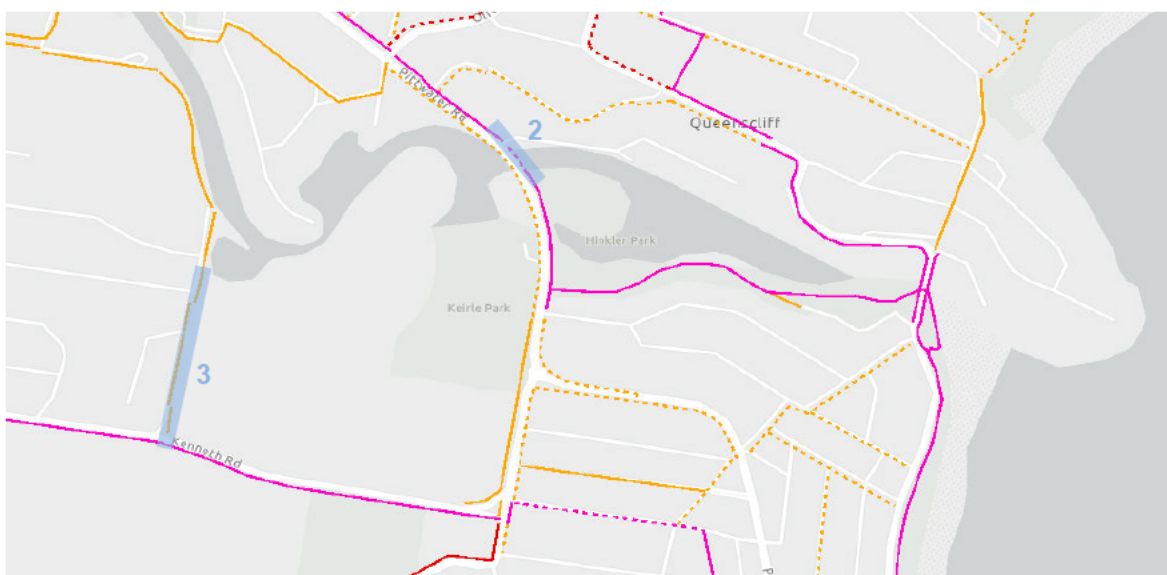 Pittwater Rd
2
Queenscliff
Hinkler Park
Keirle Park
3
Kenneth Rd
P